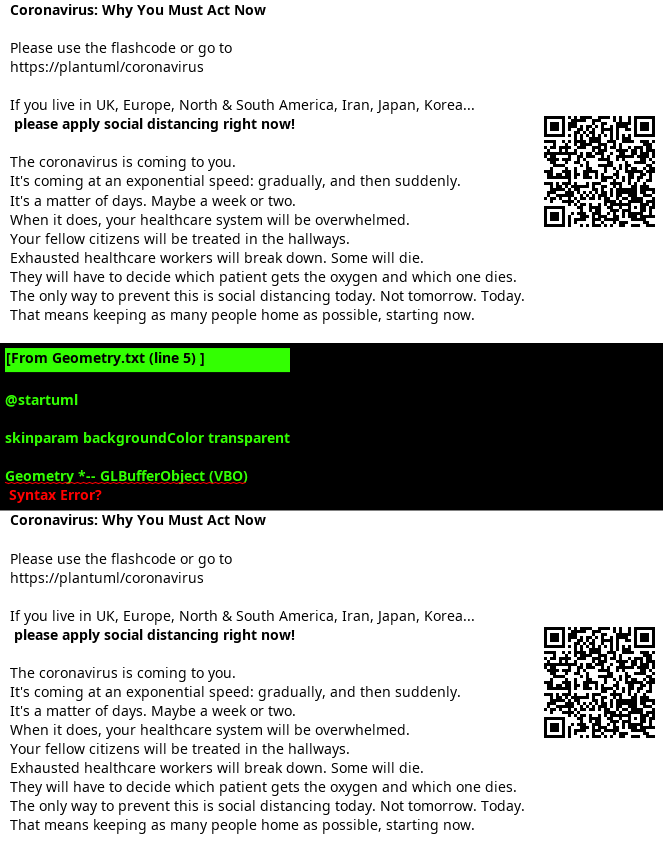 Coronavirus: Why You Must Act Now
Please use the flashcode or go to
https://plantuml/coronavirus
If you live in UK, Europe, North & South America, Iran, Japan, Korea...
please apply social distancing right now!
The coronavirus is coming to you.
It's coming at an exponential speed: gradually, and then suddenly.
It's a matter of days. Maybe a week or two.
When it does, your healthcare system will be overwhelmed.
Your fellow citizens will be treated in the hallways.
Exhausted healthcare workers will break down. Some will die.
They will have to decide which patient gets the oxygen and which one dies.
The only way to prevent this is social distancing today. Not tomorrow. Today.
That means keeping as many people home as possible, starting now.
[From Geometry.txt (line 5) ]
@startuml
skinparam backgroundColor transparent
Geometry *-- GLBufferObject (VBO)
Syntax Error?
Coronavirus: Why You Must Act Now
Please use the flashcode or go to
https://plantuml/coronavirus
If you live in UK, Europe, North & South America, Iran, Japan, Korea...
please apply social distancing right now!
The coronavirus is coming to you.
It's coming at an exponential speed: gradually, and then suddenly.
It's a matter of days. Maybe a week or two.
When it does, your healthcare system will be overwhelmed.
Your fellow citizens will be treated in the hallways.
Exhausted healthcare workers will break down. Some will die.
They will have to decide which patient gets the oxygen and which one dies.
The only way to prevent this is social distancing today. Not tomorrow. Today.
That means keeping as many people home as possible, starting now.